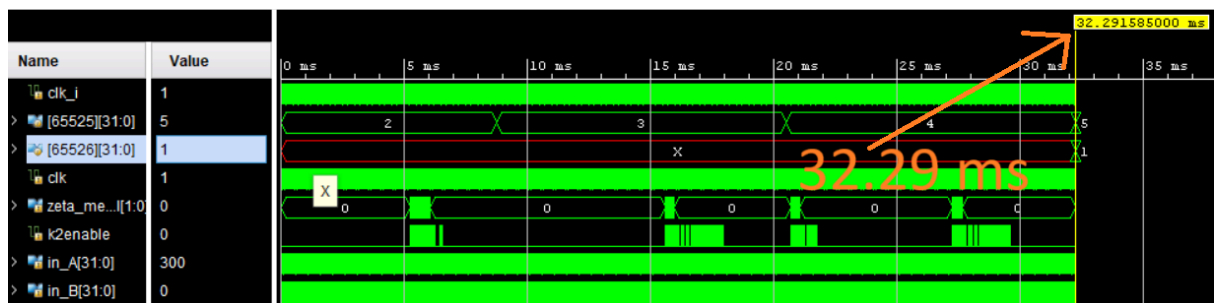 32.291585000 ms
Name Value
0 ms 5 ms 10 ms 15 ms 20 ms 25 ms 30 ms 35 ms
clk_i 1
[65525][31:0] 5 2 3 4 5
[65526][31:0] 1 X 1
clk 1
32.29 ms
X
zeta_me...l[1:0] 0 0 0 0 0 0
k2enable 0
in_A[31:0] 300
in_B[31:0] 0